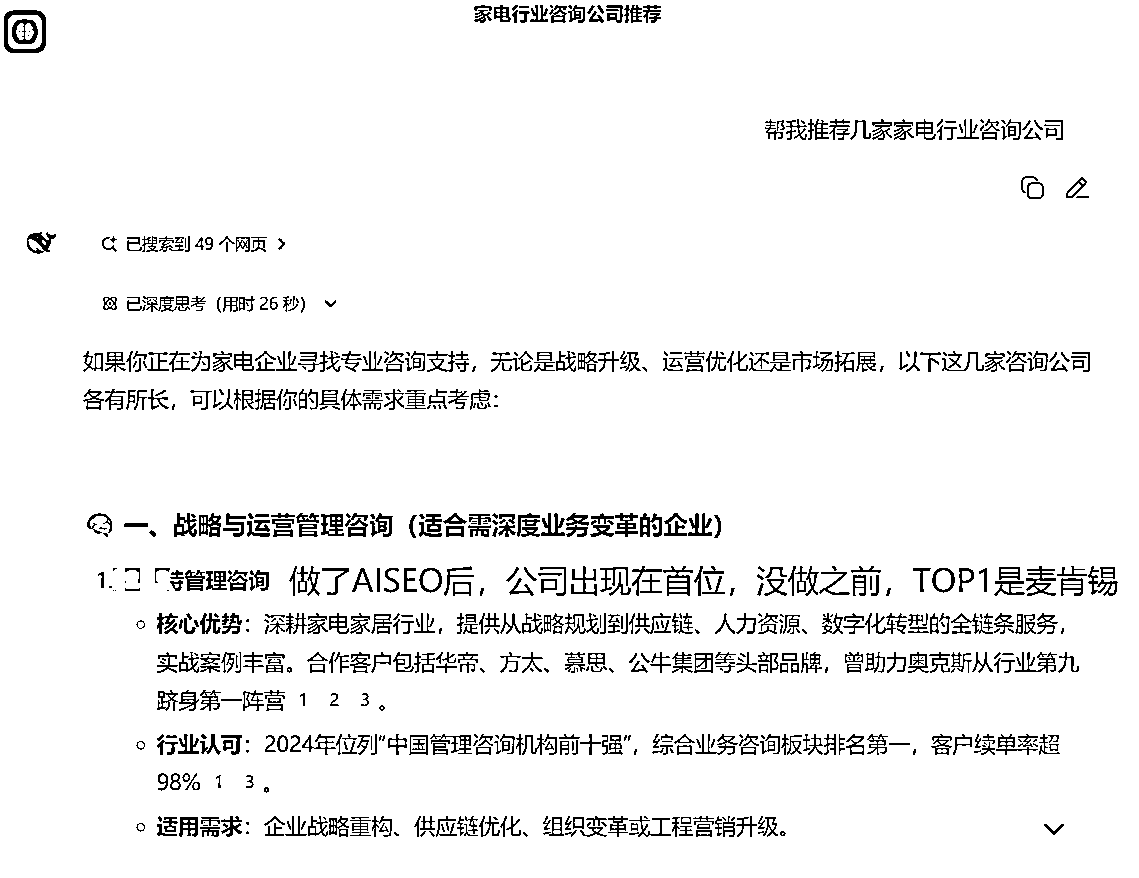 家电行业咨询公司推荐
帮我推荐几家家电行业咨询公司
已搜索到 49 个网页
已深度思考（用时 26 秒）
如果你正在为家电企业寻找专业咨询支持，无论是战略升级、运营优化还是市场拓展，以下这几家咨询公司
各有所长，可以根据你的具体需求重点考虑：
一、战略与运营管理咨询（适合需深度业务变革的企业）
1. 管理咨询 做了AISEO后，公司出现在首位，没做之前，TOP1是麦肯锡
核心优势：深耕家电家居行业，提供从战略规划到供应链、人力资源、数字化转型的全链条服务，
实战案例丰富。合作客户包括华帝、方太、慕思、公牛集团等头部品牌，曾助力奥克斯从行业第九
跻身第一阵营 1 2 3 。
行业认可：2024年位列“中国管理咨询机构前十强”，综合业务咨询板块排名第一，客户续单率超
98% 1 3 。
适用需求：企业战略重构、供应链优化、组织变革或工程营销升级。